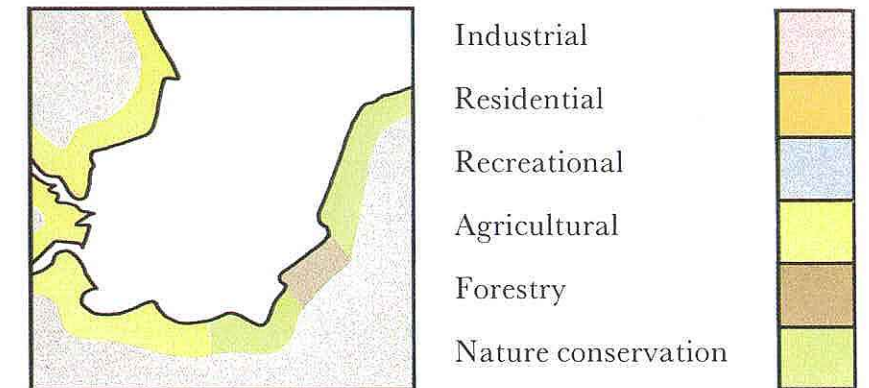 Industrial
Residential
Recreational
Agricultural
Forestry
Nature conservation